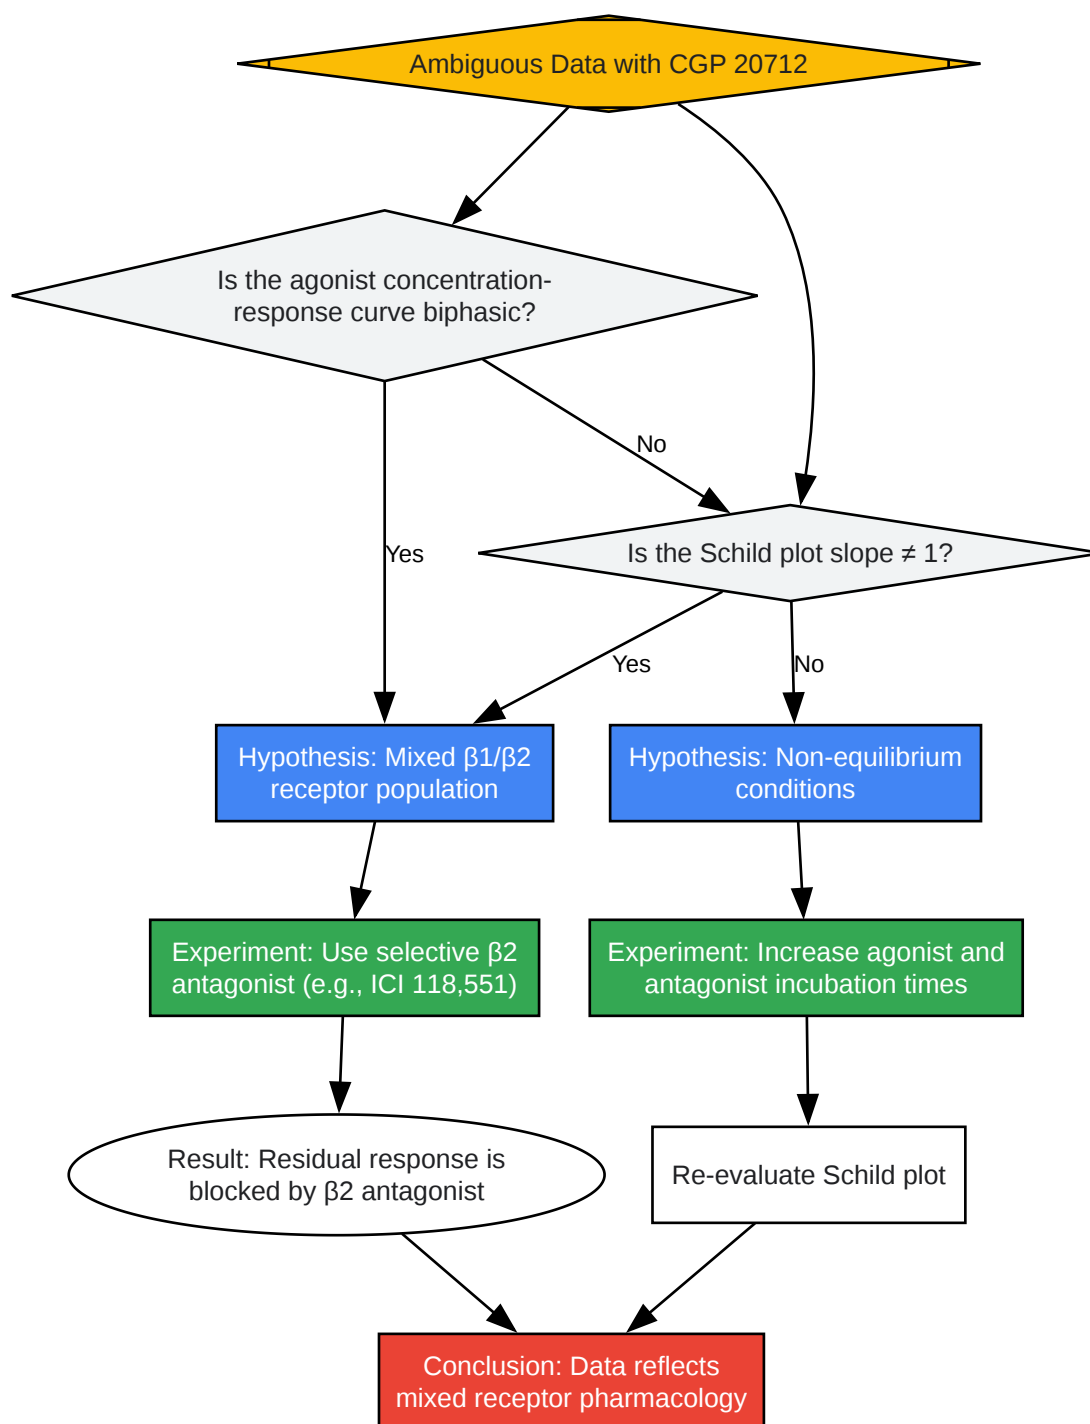 Ambiguous Data with CGP 20712
Is the agonist concentration-
response curve biphasic?
No
Yes
Is the Schild plot slope ≠ 1?
Yes
No
Hypothesis: Mixed β1/β2
receptor population
Hypothesis: Non-equilibrium
conditions
Experiment: Use selective β2
antagonist (e.g., ICI 118,551)
Experiment: Increase agonist and
antagonist incubation times
Result: Residual response is
blocked by β2 antagonist
Re-evaluate Schild plot
Conclusion: Data reflects
mixed receptor pharmacology